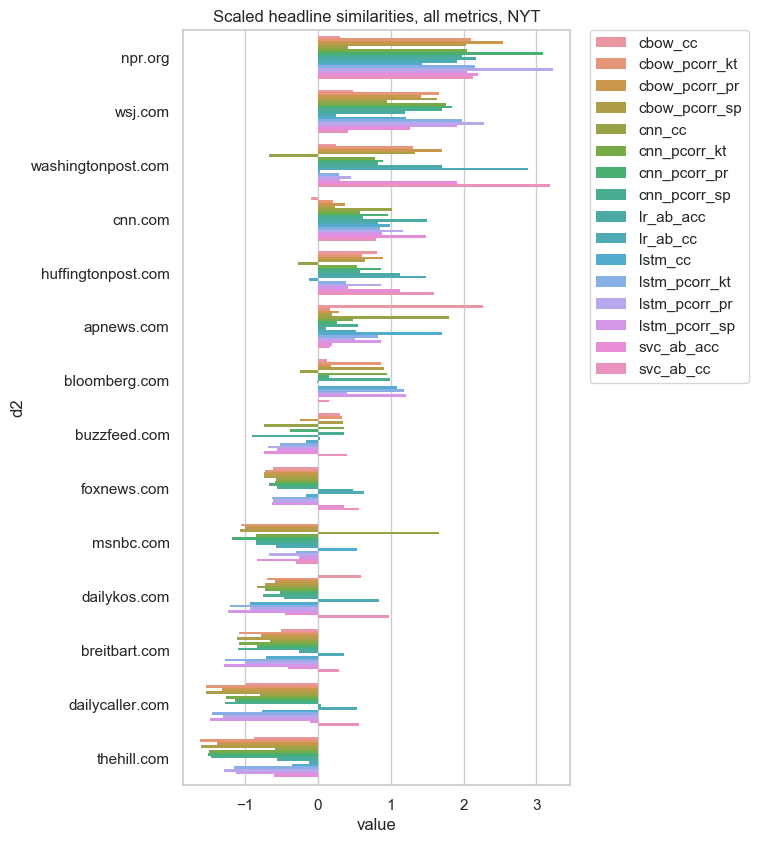 Scaled headline similarities, all metrics, NYT
npr.org
wsj.com
washingtonpost.com
cnn.com
huffingtonpost.com
apnews.com
bloomberg.com
buzzfeed.com
foxnews.com
msnbc.com
dailykos.com
breitbart.com
dailycaller.com
thehill.com
d2
−1 0 1 2 3
value
cbow_cc
cbow_pcorr_kt
cbow_pcorr_pr
cbow_pcorr_sp
cnn_cc
cnn_pcorr_kt
cnn_pcorr_pr
cnn_pcorr_sp
lr_ab_acc
lr_ab_cc
lstm_cc
lstm_pcorr_kt
lstm_pcorr_pr
lstm_pcorr_sp
svc_ab_acc
svc_ab_cc